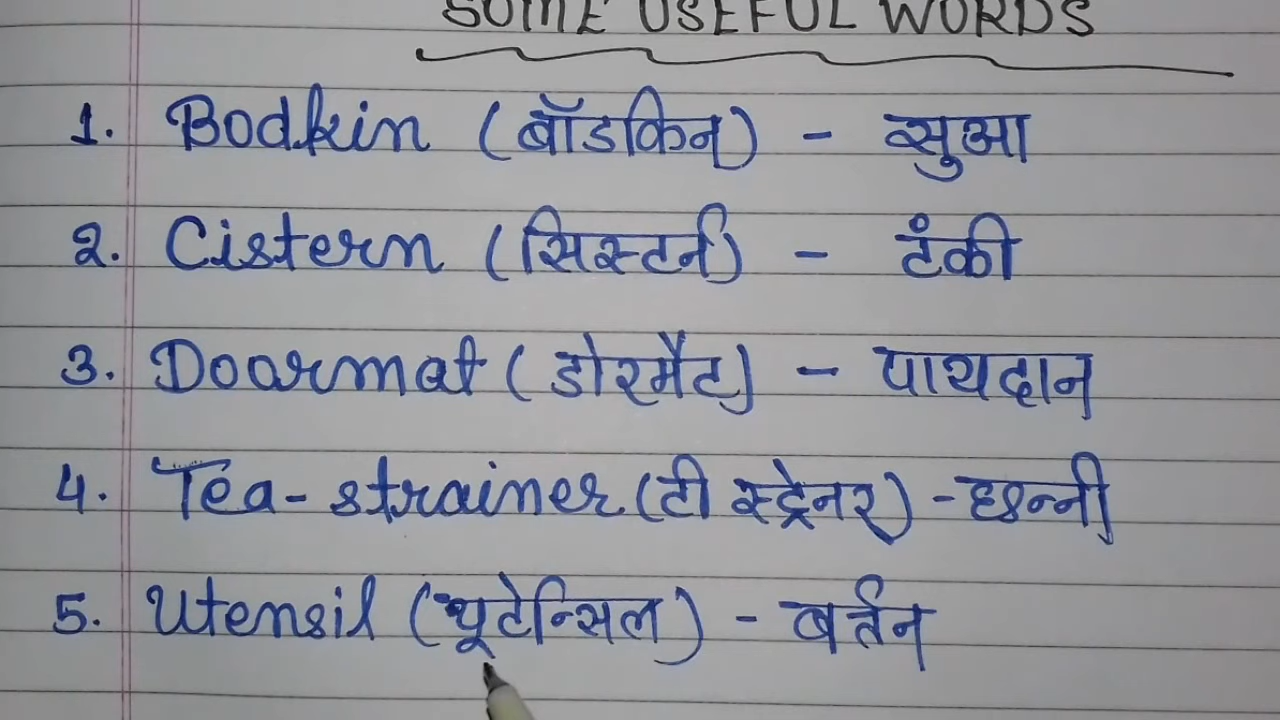 SOME USEFUL WORDS
1. Bodkin (बॉडकिन) - सुआ
2. Cistern (सिस्टर्न) - टंकी
3. Doormat (डोरमैट) - पायदान
4. Tea-strainer (टी स्ट्रेनर) - छन्नी
5. Utensil (यूटेन्सिल) - बर्तन